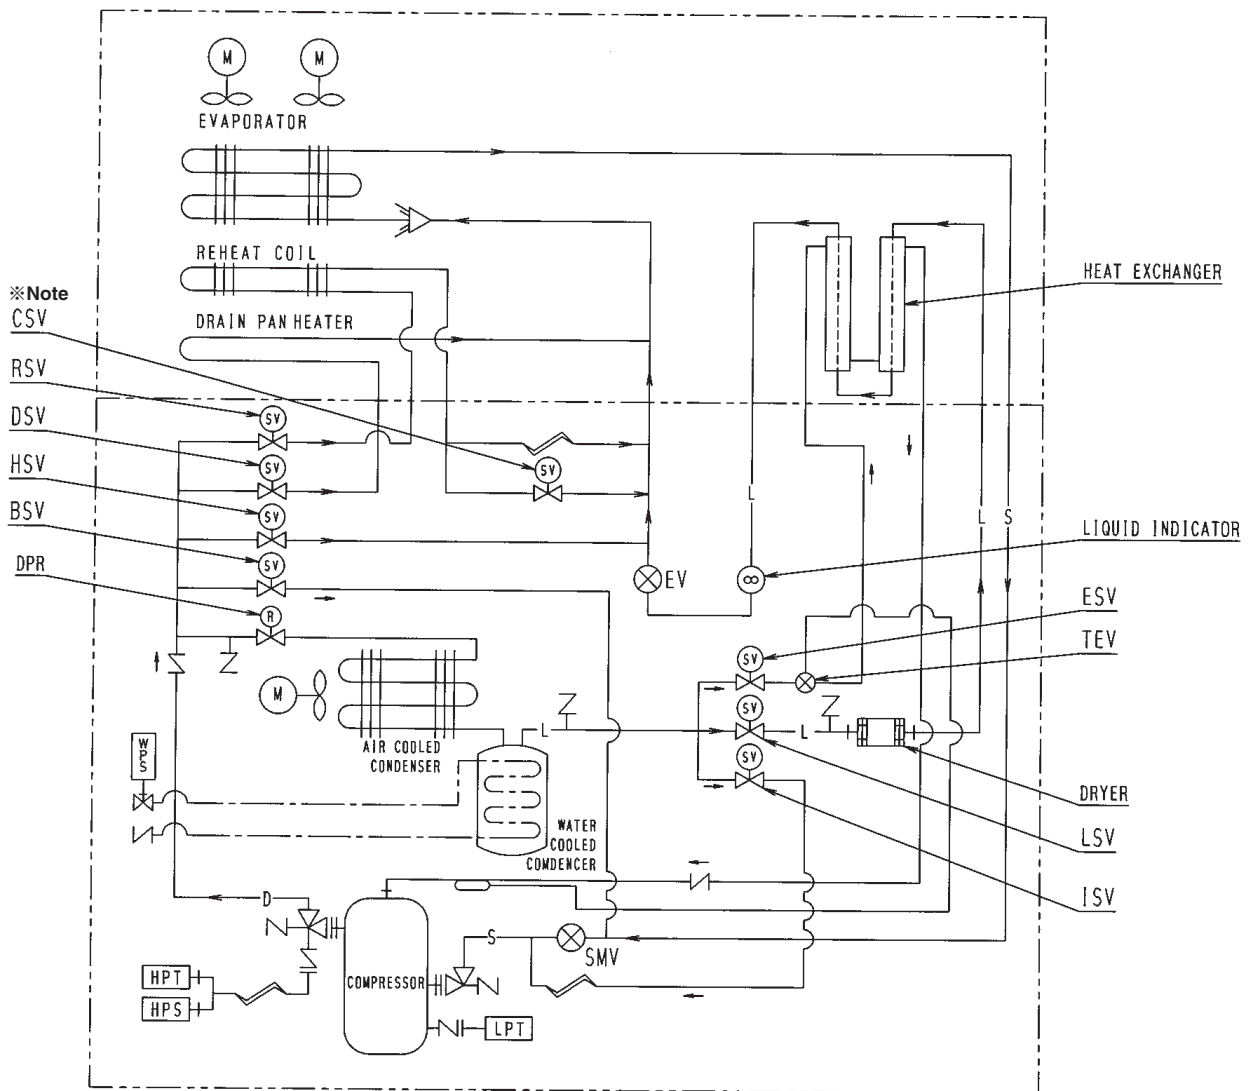 M
M
EVAPORATOR
REHEAT COIL
HEAT EXCHANGER
※Note
CSV
DRAIN PAN HEATER
RSV
SV
DSV
SV
SV
HSV
SV
L
L
S
BSV
SV
LIQUID INDICATOR
DPR
EV
R
ESV
SV
TEV
M
SV
L
L
AIR COOLED
CONDENSER
WPS
SV
DRYER
WATER
COOLED
COMDENCER
LSV
D
ISV
S
SMV
HPT
COMPRESSOR
HPS
LPT